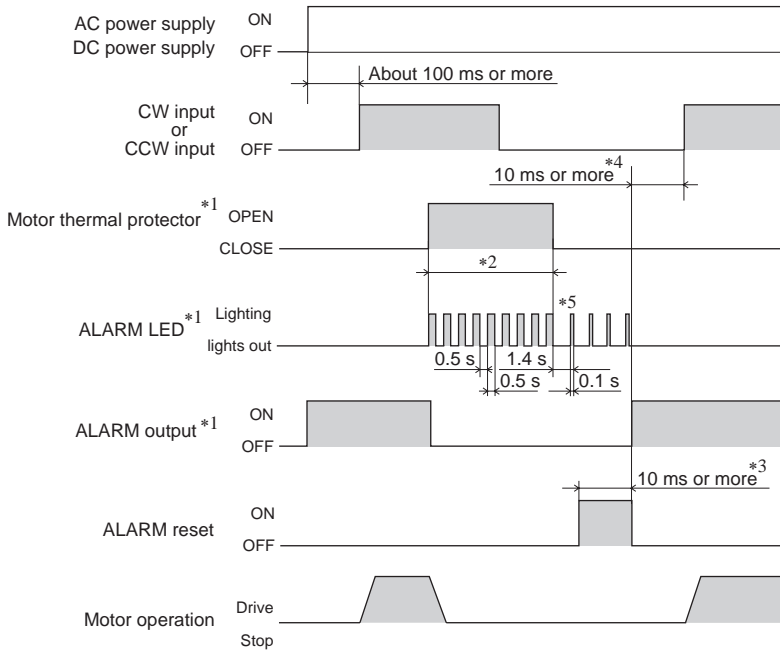 AC power supply
DC power supply
ON
OFF
About 100 ms or more
CW input
or
CCW input
ON
OFF
10 ms or more*4
Motor thermal protector*1
OPEN
CLOSE
*2
ALARM LED*1
Lighting
lights out
*5
0.5 s
1.4 s
0.5 s
0.1 s
ALARM output*1
ON
OFF
10 ms or more*3
ALARM reset
ON
OFF
Motor operation
Drive
Stop